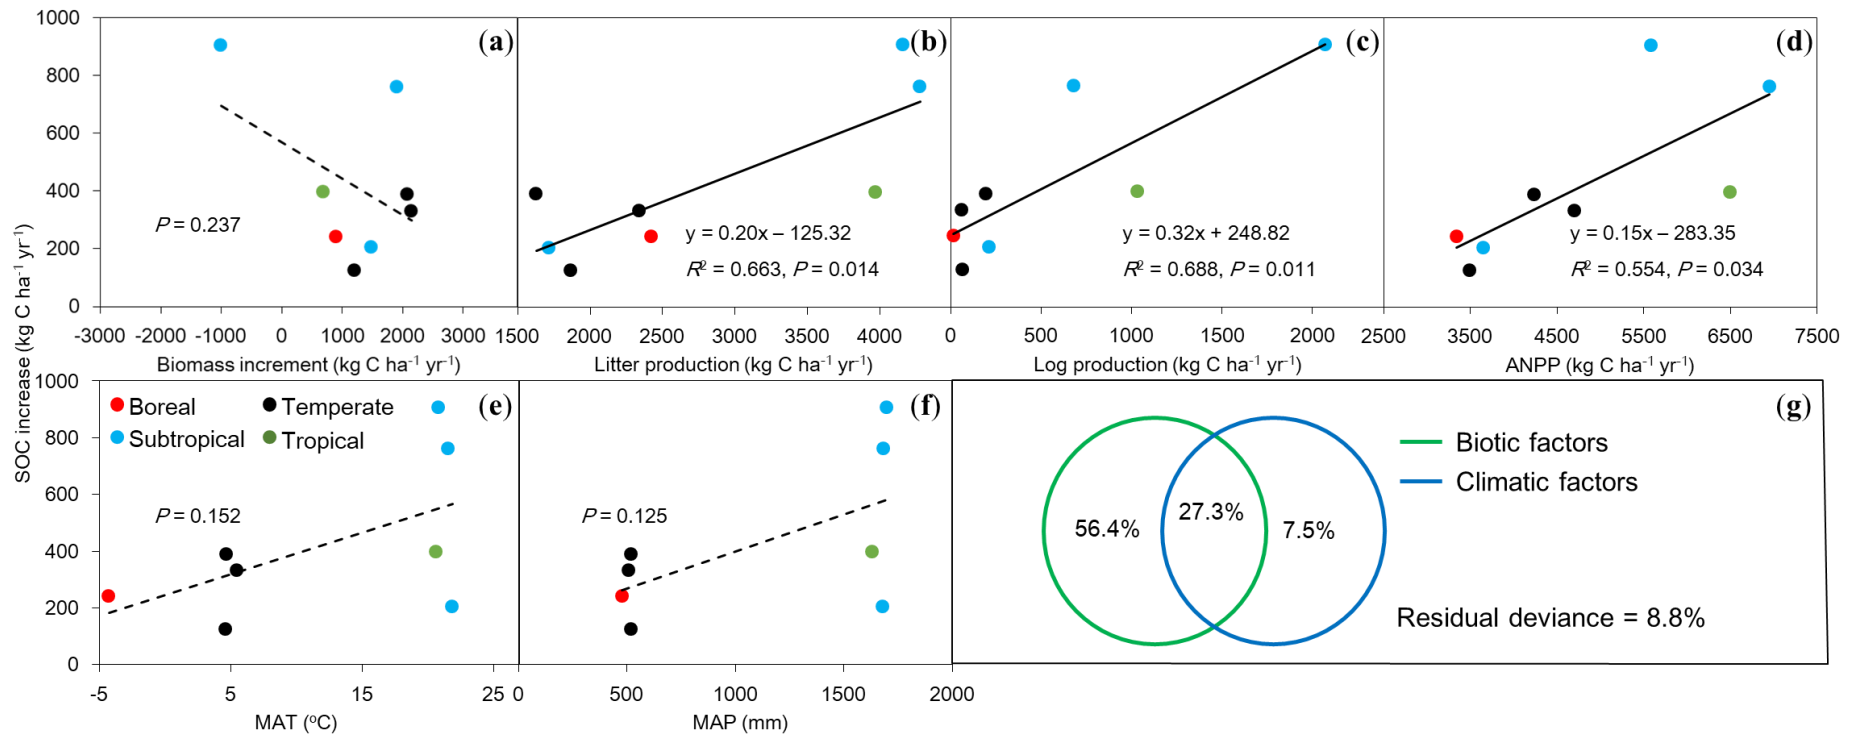 SOC increase (kg C ha⁻¹ yr⁻¹)
1000
800
600
400
200
0
(a)
P = 0.237
-3000 -2000 -1000 0 1000 2000 3000
Biomass increment (kg C ha⁻¹ yr⁻¹)
(b)
y = 0.20x − 125.32
R² = 0.663, P = 0.014
1500 2000 2500 3000 3500 4000
Litter production (kg C ha⁻¹ yr⁻¹)
(c)
y = 0.32x + 248.82
R² = 0.688, P = 0.011
0 500 1000 1500 2000
Log production (kg C ha⁻¹ yr⁻¹)
(d)
y = 0.15x − 283.35
R² = 0.554, P = 0.034
2500 3500 4500 5500 6500 7500
ANPP (kg C ha⁻¹ yr⁻¹)
1000
800
600
400
200
0
(e)
Boreal Temperate
Subtropical Tropical
P = 0.152
-5 5 15 25
MAT (°C)
(f)
P = 0.125
0 500 1000 1500 2000
MAP (mm)
(g)
Biotic factors
Climatic factors
56.4% 27.3% 7.5%
Residual deviance = 8.8%